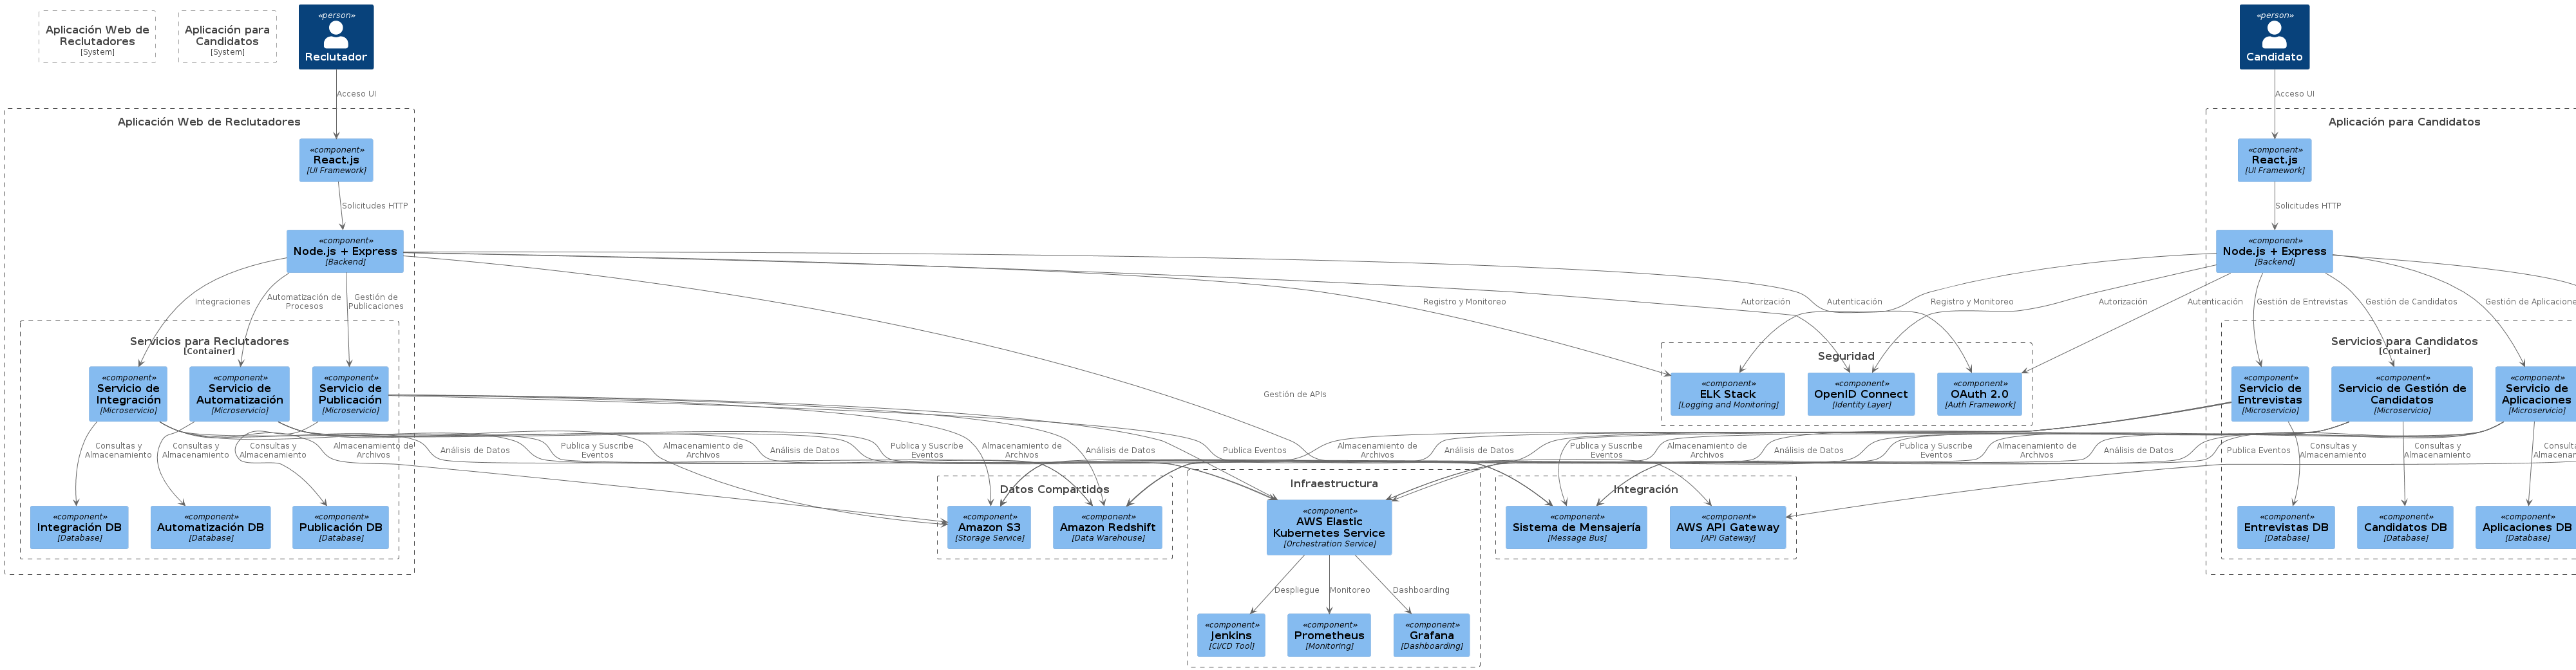 Aplicación Web de
Reclutadores
[System]
Aplicación para
Candidatos
[System]
«person»
Reclutador
«person»
Candidato
Acceso UI
Acceso UI
Aplicación Web de Reclutadores
Aplicación para Candidatos
«component»
React.js
[UI Framework]
«component»
React.js
[UI Framework]
Solicitudes HTTP
Solicitudes HTTP
«component»
Node.js + Express
[Backend]
«component»
Node.js + Express
[Backend]
Integraciones
Automatización de
Procesos
Gestión de
Publicaciones
Registro y Monitoreo
Autorización
Autenticación
Registro y Monitoreo
Autorización
Autenticación
Gestión de Entrevistas
Gestión de Candidatos
Gestión de Aplicacione
Servicios para Reclutadores
[Container]
Seguridad
Servicios para Candidatos
[Container]
«component»
Servicio de
Integración
[Microservicio]
«component»
Servicio de
Automatización
[Microservicio]
«component»
Servicio de
Publicación
[Microservicio]
Gestión de APIs
«component»
ELK Stack
[Logging and Monitoring]
«component»
OpenID Connect
[Identity Layer]
«component»
OAuth 2.0
[Auth Framework]
«component»
Servicio de
Entrevistas
[Microservicio]
«component»
Servicio de Gestión de
Candidatos
[Microservicio]
«component»
Servicio de
Aplicaciones
[Microservicio]
Consultas y
Almacenamiento
Consultas y
Almacenamiento
Consultas y
Almacenamiento
Almacenamiento de
Archivos
Análisis de Datos
Publica y Suscribe
Eventos
Almacenamiento de
Archivos
Análisis de Datos
Publica y Suscribe
Eventos
Almacenamiento de
Archivos
Análisis de Datos
Publica Eventos
Almacenamiento de
Archivos
Análisis de Datos
Publica y Suscribe
Eventos
Almacenamiento de
Archivos
Análisis de Datos
Publica y Suscribe
Eventos
Almacenamiento de
Archivos
Análisis de Datos
Publica Eventos
Consultas y
Almacenamiento
Consultas y
Almacenamiento
Consulta
Almacenan
Datos Compartidos
Infraestructura
Integración
«component»
Integración DB
[Database]
«component»
Automatización DB
[Database]
«component»
Publicación DB
[Database]
«component»
Amazon S3
[Storage Service]
«component»
Amazon Redshift
[Data Warehouse]
«component»
AWS Elastic
Kubernetes Service
[Orchestration Service]
«component»
Sistema de Mensajería
[Message Bus]
«component»
AWS API Gateway
[API Gateway]
«component»
Entrevistas DB
[Database]
«component»
Candidatos DB
[Database]
«component»
Aplicaciones DB
[Database]
Despliegue
Monitoreo
Dashboarding
«component»
Jenkins
[CI/CD Tool]
«component»
Prometheus
[Monitoring]
«component»
Grafana
[Dashboarding]